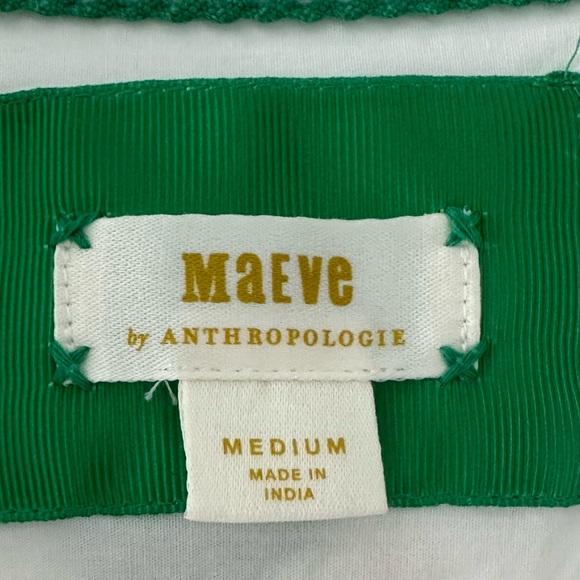 MaEVe
by ANTHROPOLOGIE
MEDIUM
MADE IN
INDIA